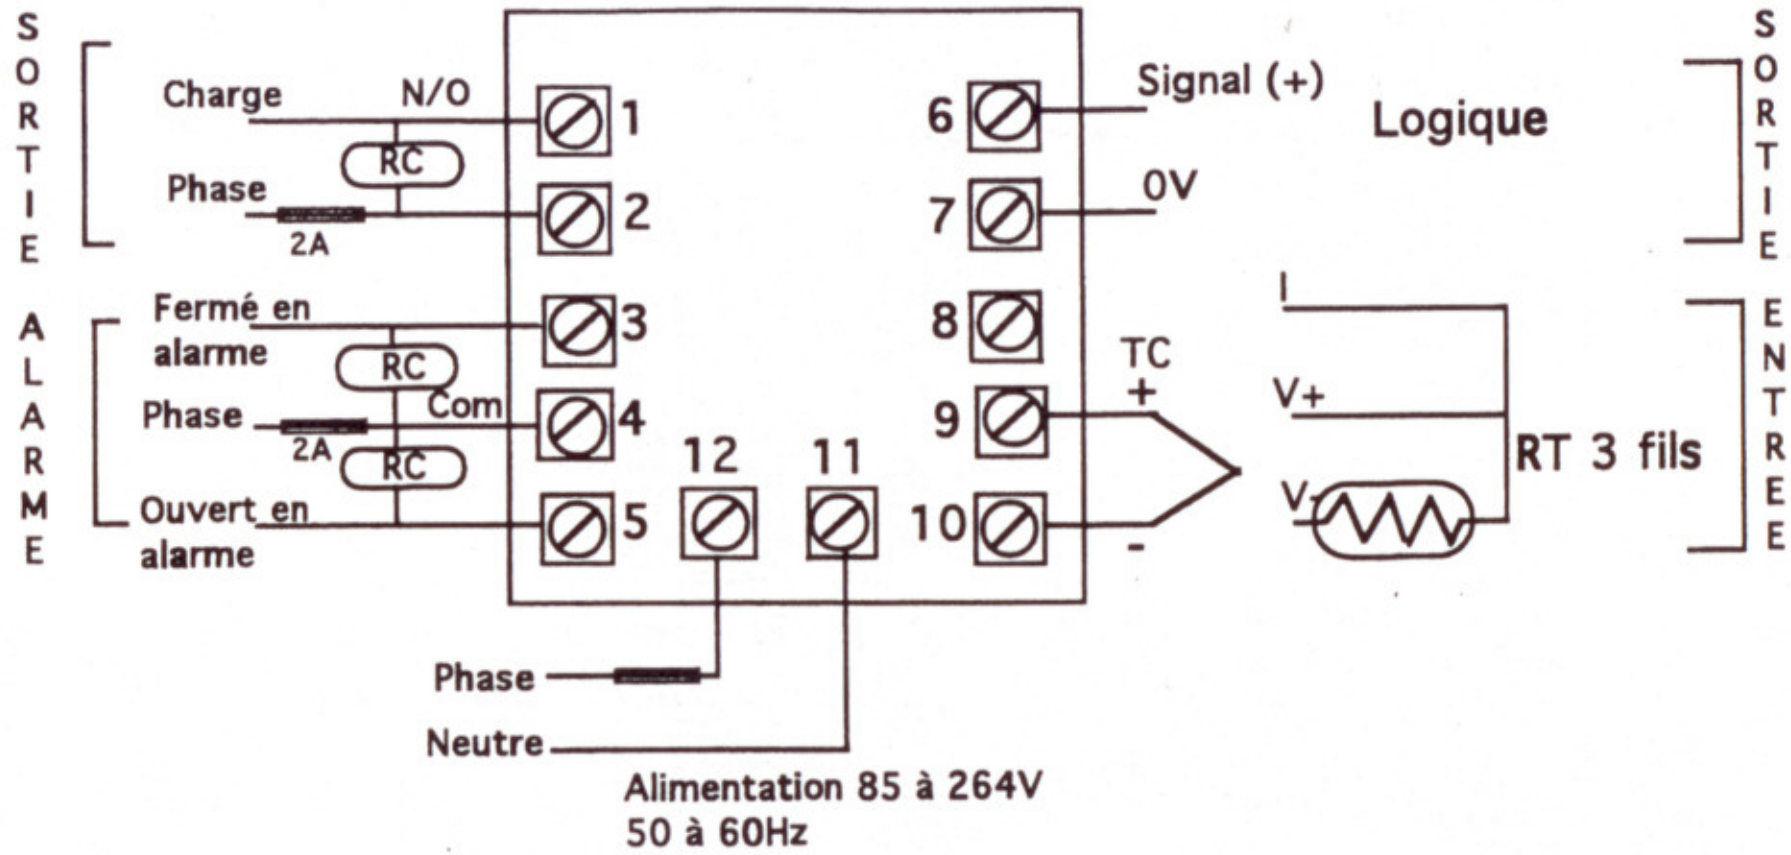 SORTIE
Charge N/O 1
RC
Phase 2
2A
ALARME
Fermé en
alarme
3
RC
Phase Com 4
2A
RC
Ouvert en
alarme
5
12 11
Signal (+)
6
Logique
0V
7
SORTIE
8
TC
+
9
10
-
I
V+
V-
RT 3 fils
ENTREE
Phase
Neutre
Alimentation 85 à 264V
50 à 60Hz